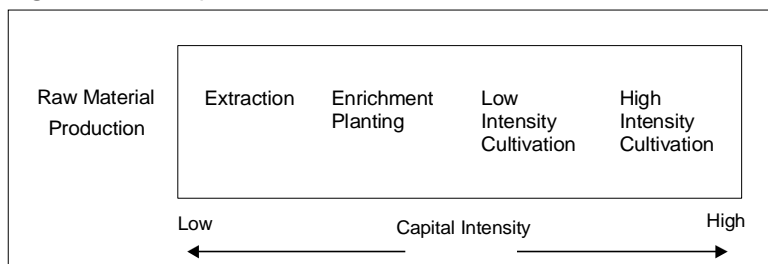 Raw Material
Production
Extraction
Enrichment
Planting
Low
Intensity
Cultivation
High
Intensity
Cultivation
Low
Capital Intensity
High